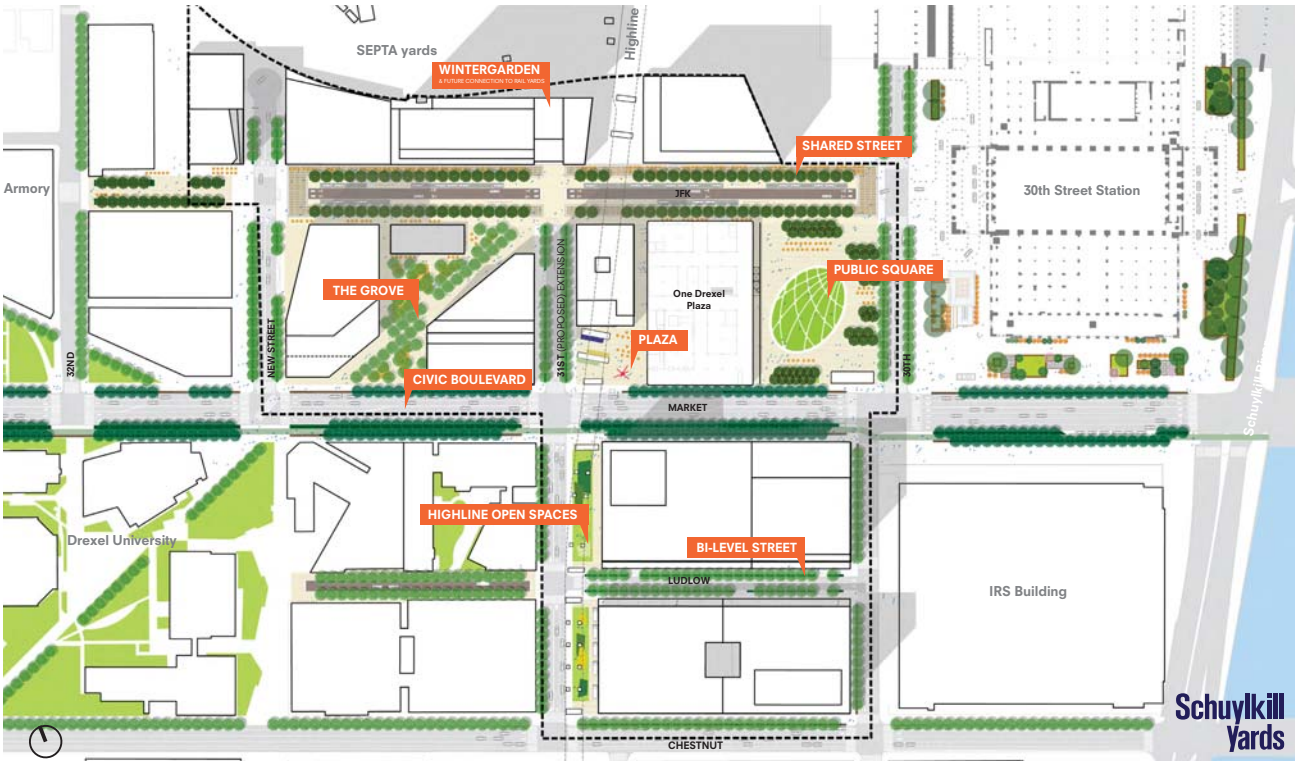 SEPTA yards
Highline
WINTERGARDEN
& FUTURE CONNECTION TO RAIL YARDS
SHARED STREET
Armory
JFK
30th Street Station
THE GROVE
31ST (PROPOSED) EXTENSION
One Drexel
Plaza
PUBLIC SQUARE
32ND
NEW STREET
PLAZA
30TH
CIVIC BOULEVARD
MARKET
Schuylkill
HIGHLINE OPEN SPACES
Drexel University
BI-LEVEL STREET
LUDLOW
IRS Building
CHESTNUT
Schuylkill
Yards